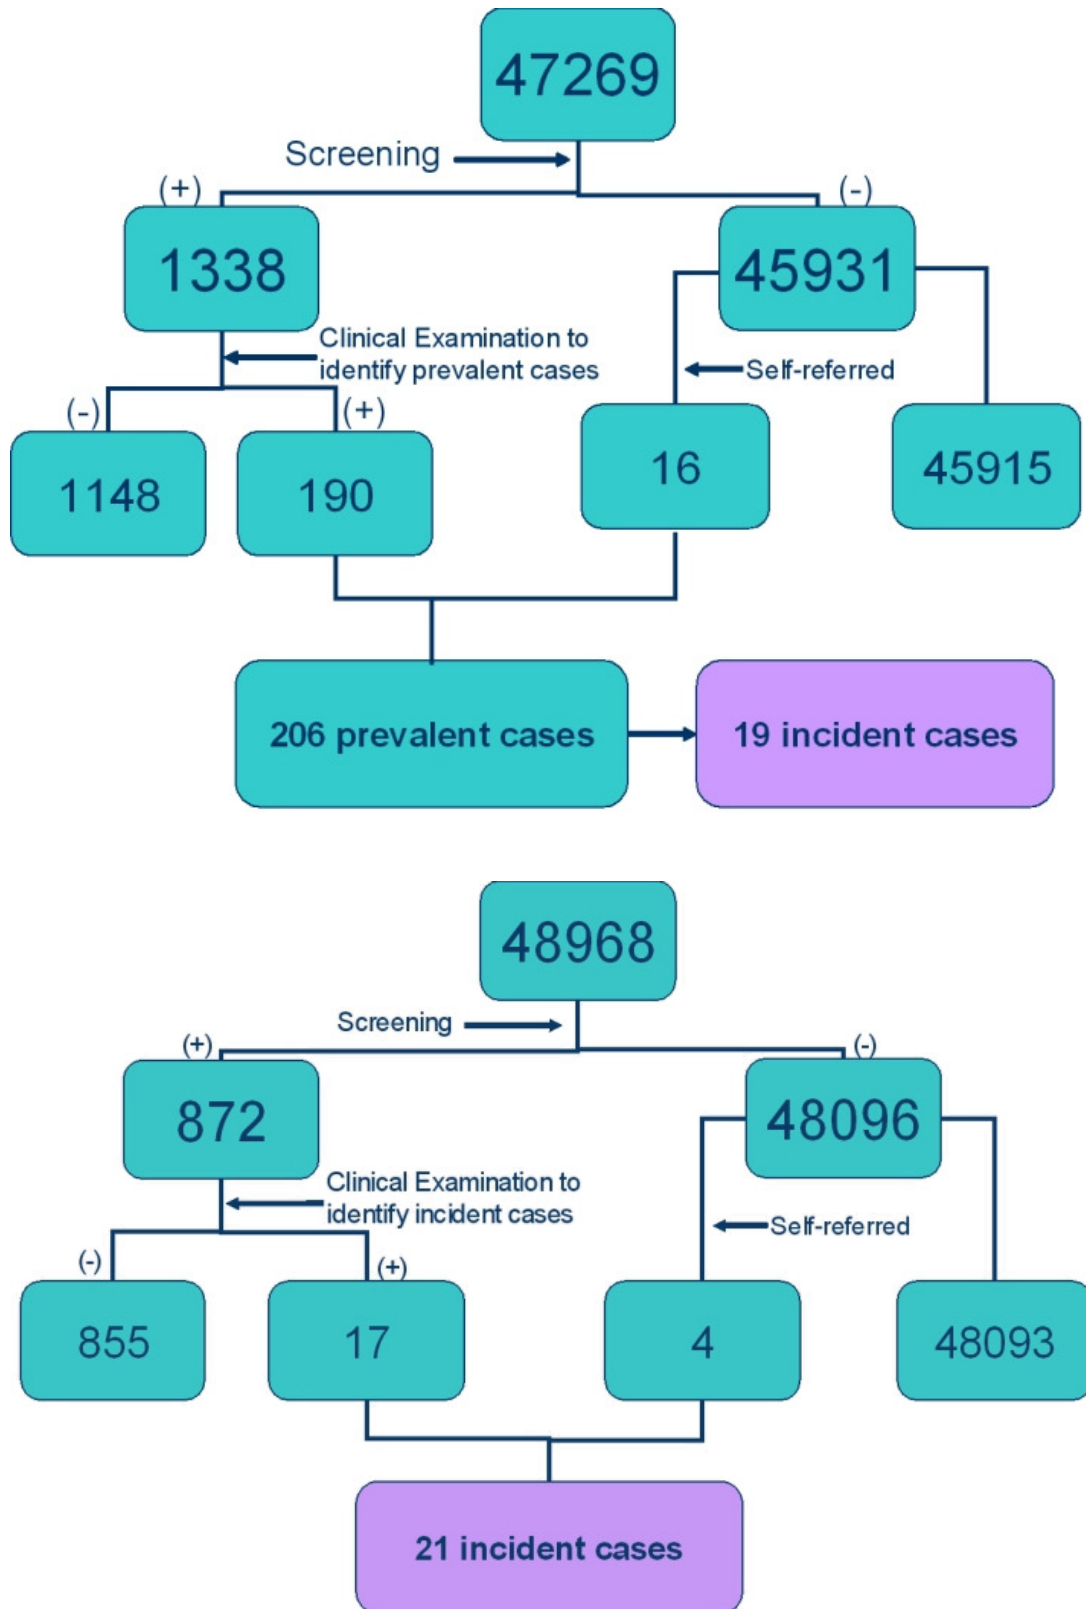 47269
Screening
(+)
(-)
1338
45931
Clinical Examination to
identify prevalent cases
Self-referred
(-)
(+)
1148
190
16
45915
206 prevalent cases
19 incident cases
48968
Screening
(+)
(-)
872
48096
Clinical Examination to
identify incident cases
Self-referred
(-)
(+)
855
17
4
48093
21 incident cases